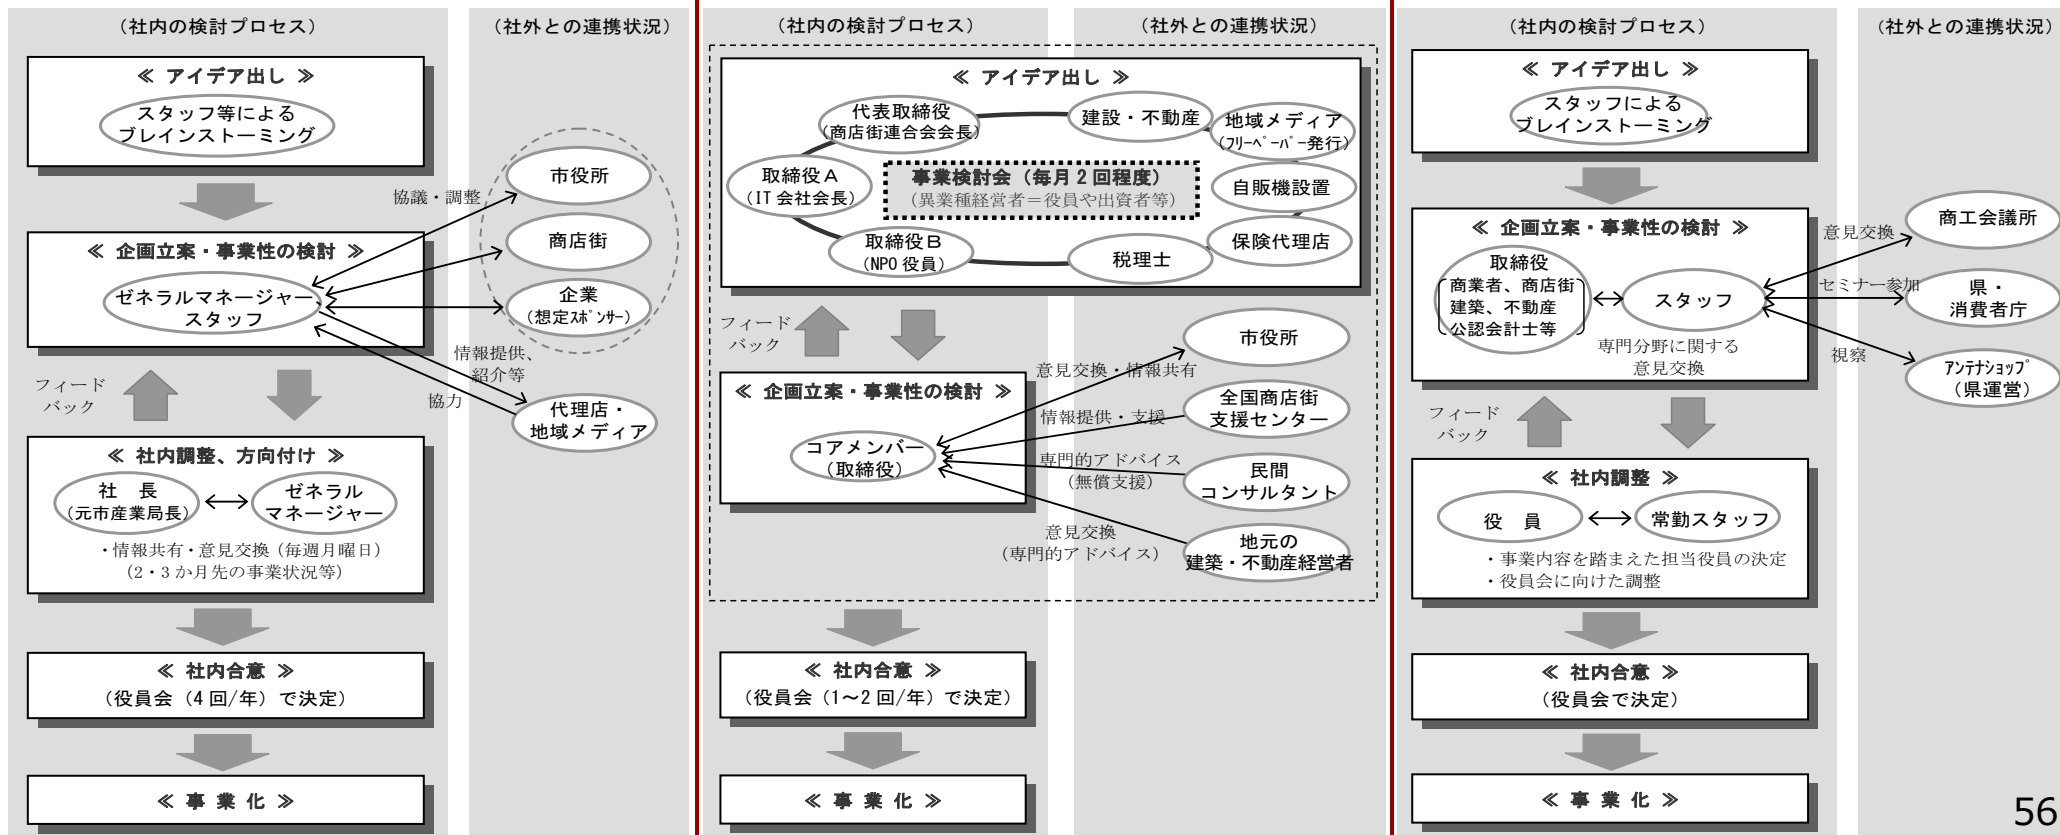 （社内の検討プロセス）
（社外との連携状況）
≪ アイデア出し ≫
スタッフ等による
ブレインストーミング
市役所
協議・調整
商店街
≪ 企画立案・事業性の検討 ≫
ゼネラルマネージャー
スタッフ
企業
（想定ｽﾎﾟﾝｻｰ）
情報提供、
紹介等
協力
代理店・
地域メディア
フィード
バック
≪ 社内調整、方向付け ≫
社　長
（元市産業局長）
ゼネラル
マネージャー
・情報共有・意見交換（毎週月曜日）
（2・3か月先の事業状況等）
≪ 社内合意 ≫
（役員会（4回/年）で決定）
≪ 事 業 化 ≫
（社内の検討プロセス）
（社外との連携状況）
≪ アイデア出し ≫
代表取締役
（商店街連合会会長）
建設・不動産
地域メディア
（ﾌﾘｰﾍﾟｰﾊﾟｰ発行）
取締役Ａ
（IT会社会長）
事業検討会（毎月2回程度）
（異業種経営者＝役員や出資者等）
自販機設置
取締役Ｂ
（NPO役員）
税理士
保険代理店
フィード
バック
市役所
意見交換・情報共有
≪ 企画立案・事業性の検討 ≫
コアメンバー
（取締役）
全国商店街
支援センター
情報提供・支援
専門的アドバイス
（無償支援）
民間
コンサルタント
意見交換
（専門的アドバイス）
地元の
建築・不動産経営者
≪ 社内合意 ≫
（役員会（1～2回/年）で決定）
≪ 事 業 化 ≫
（社内の検討プロセス）
（社外との連携状況）
≪ アイデア出し ≫
スタッフによる
ブレインストーミング
≪ 企画立案・事業性の検討 ≫
取締役
商業者、商店街
建築、不動産
公認会計士等
スタッフ
専門分野に関する
意見交換
意見交換
商工会議所
セミナー参加
県・
消費者庁
視察
ｱﾝﾃﾅｼｮｯﾌﾟ
（県運営）
フィード
バック
≪ 社内調整 ≫
役　員
常勤スタッフ
・事業内容を踏まえた担当役員の決定
・役員会に向けた調整
≪ 社内合意 ≫
（役員会で決定）
≪ 事 業 化 ≫
56